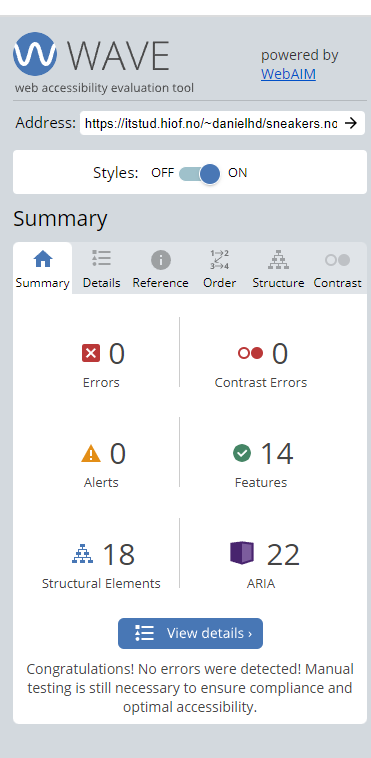 WAVE
web accessibility evaluation tool
powered by
WebAIM
Address: https://itstud.hiof.no/~danielhd/sneakers.no
Styles: OFF ON
Summary
Summary Details Reference Order Structure Contrast
0 0
Errors Contrast Errors
0 14
Alerts Features
18 22
Structural Elements ARIA
View details ›
Congratulations! No errors were detected! Manual
testing is still necessary to ensure compliance and
optimal accessibility.